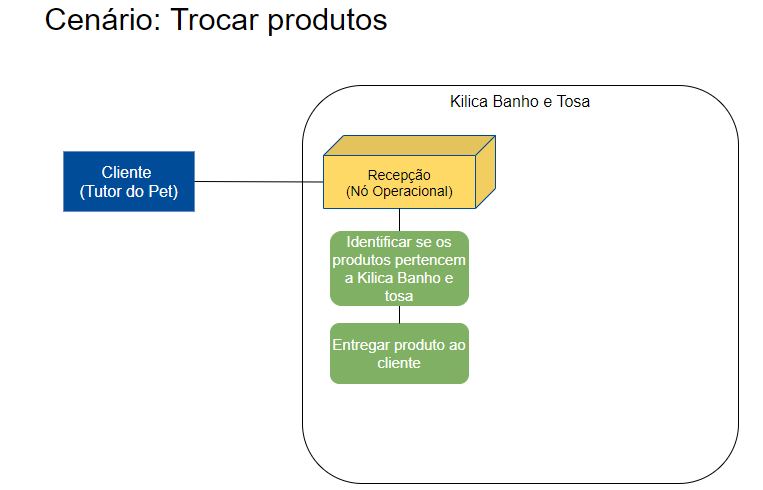 Cenário: Trocar produtos
Kilica Banho e Tosa
Cliente
(Tutor do Pet)
Recepção
(Nó Operacional)
Identificar se os
produtos pertencem
a Kilica Banho e
tosa
Entregar produto ao
cliente